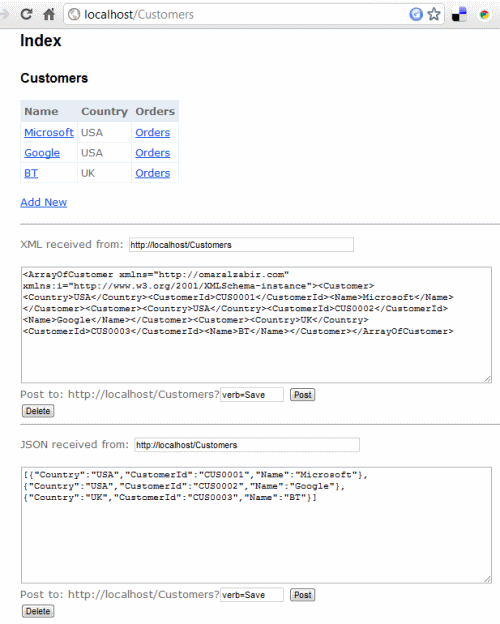 localhost/Customers
Index
Customers
Name Country Orders
Microsoft USA Orders
Google USA Orders
BT UK Orders
Add New
XML received from: http://localhost/Customers
<ArrayOfCustomer xmlns="http://omaralzabir.com"
xmlns:i="http://www.w3.org/2001/XMLSchema-instance"><Customer>
<Country>USA</Country><CustomerId>CUS0001</CustomerId><Name>Microsoft</Name>
</Customer><Customer><Country>USA</Country><CustomerId>CUS0002</CustomerId>
<Name>Google</Name></Customer><Customer><Country>UK</Country>
<CustomerId>CUS0003</CustomerId><Name>BT</Name></Customer></ArrayOfCustomer>
Post to: http://localhost/Customers?verb=Save Post
Delete
JSON received from: http://localhost/Customers
[{"Country":"USA","CustomerId":"CUS0001","Name":"Microsoft"},
{"Country":"USA","CustomerId":"CUS0002","Name":"Google"},
{"Country":"UK","CustomerId":"CUS0003","Name":"BT"}]
Post to: http://localhost/Customers?verb=Save Post
Delete